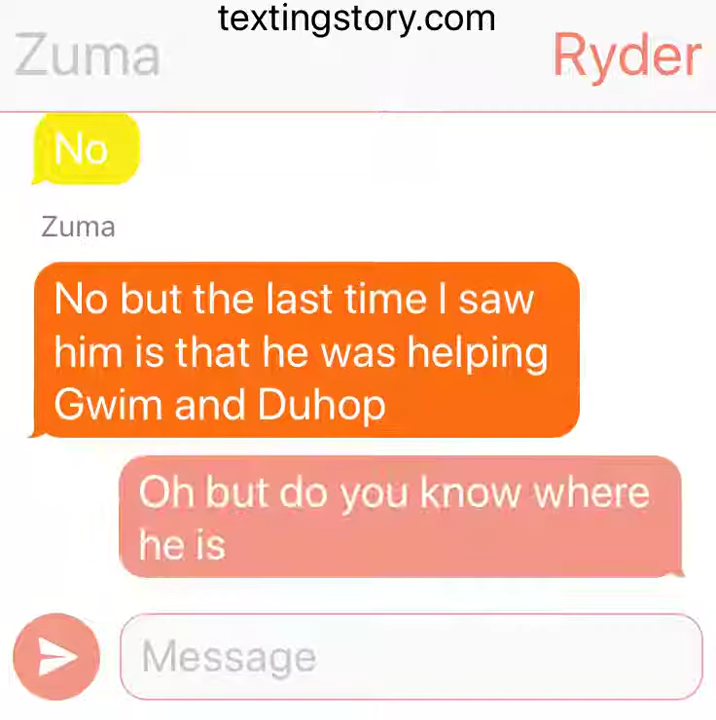 textingstory.com
Zuma
Ryder
No
Zuma
No but the last time I saw
him is that he was helping
Gwim and Duhop
Oh but do you know where
he is
Message